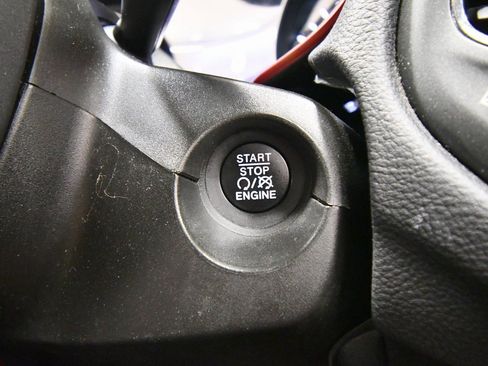 START
STOP
/
ENGINE